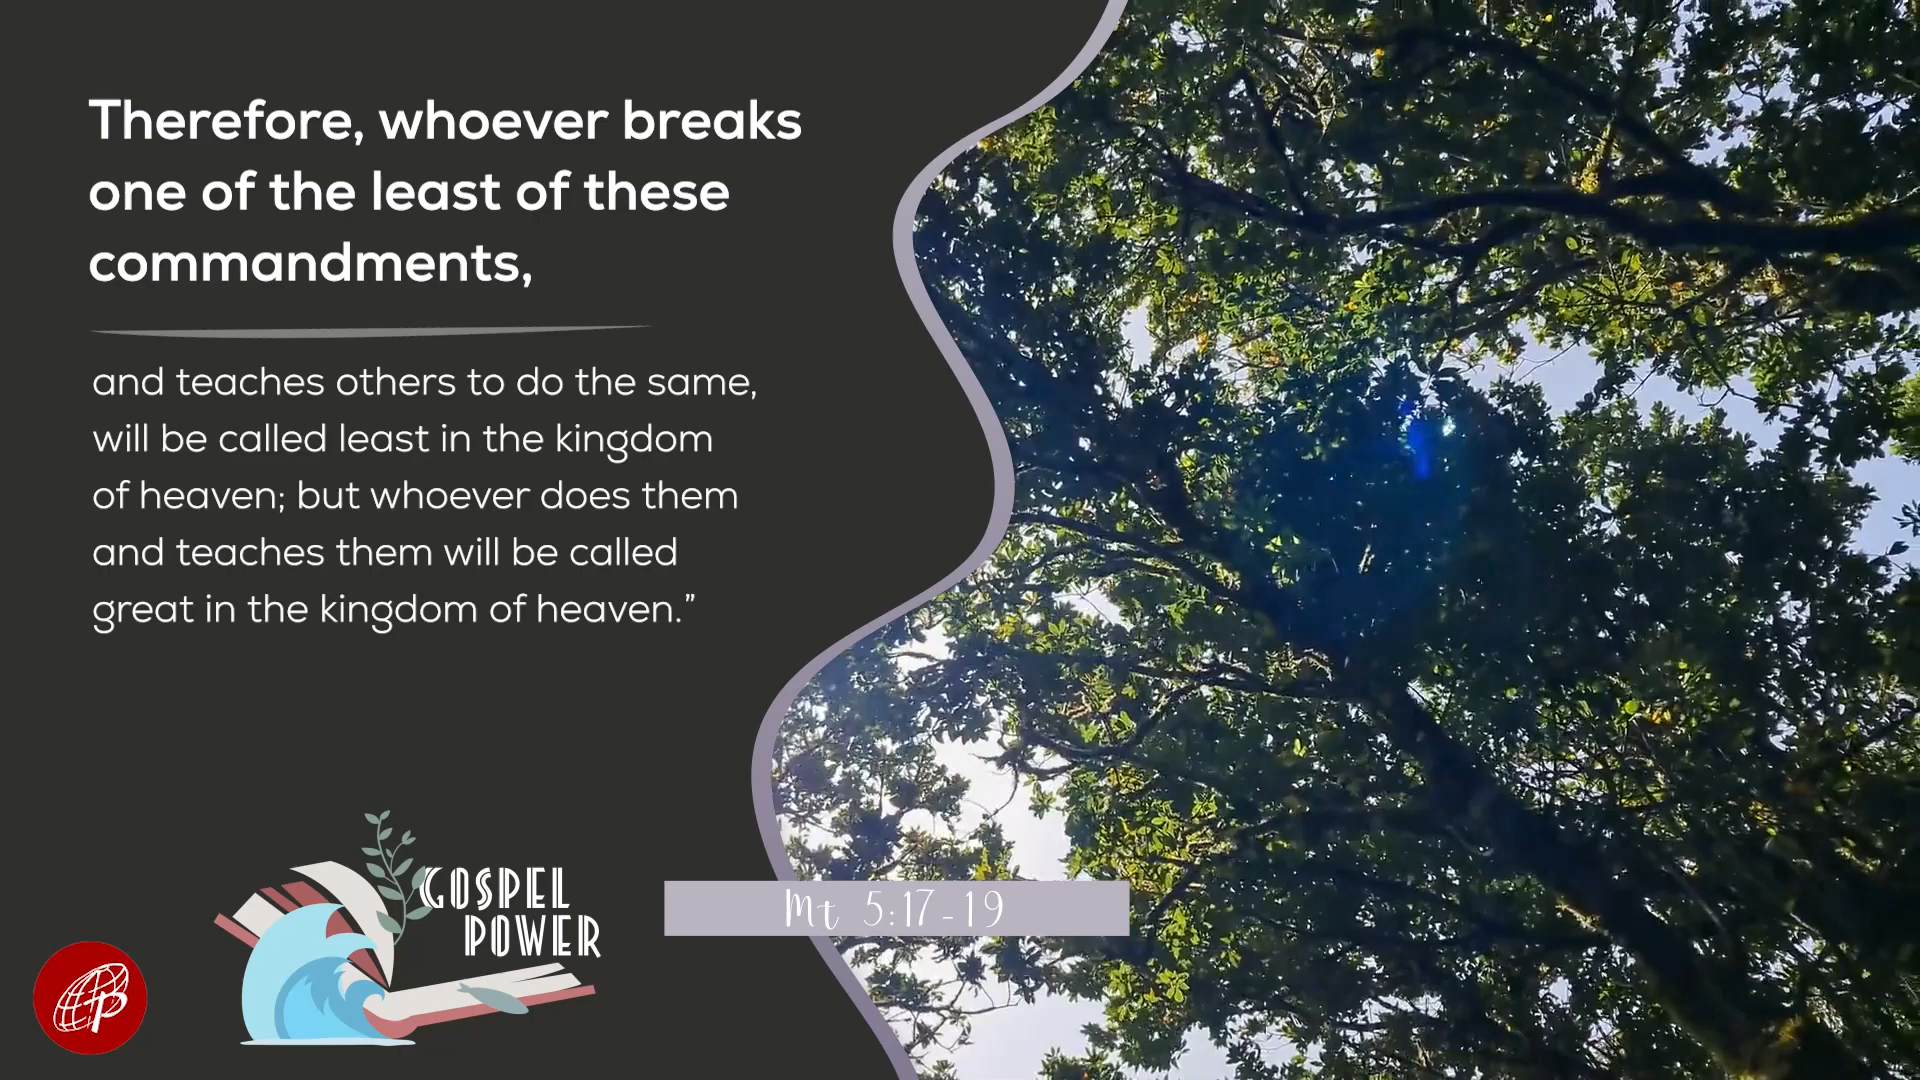 Therefore, whoever breaks
one of the least of these
commandments,
and teaches others to do the same,
will be called least in the kingdom
of heaven; but whoever does them
and teaches them will be called
great in the kingdom of heaven.”
GOSPEL
POWER
Mt 5:17-19